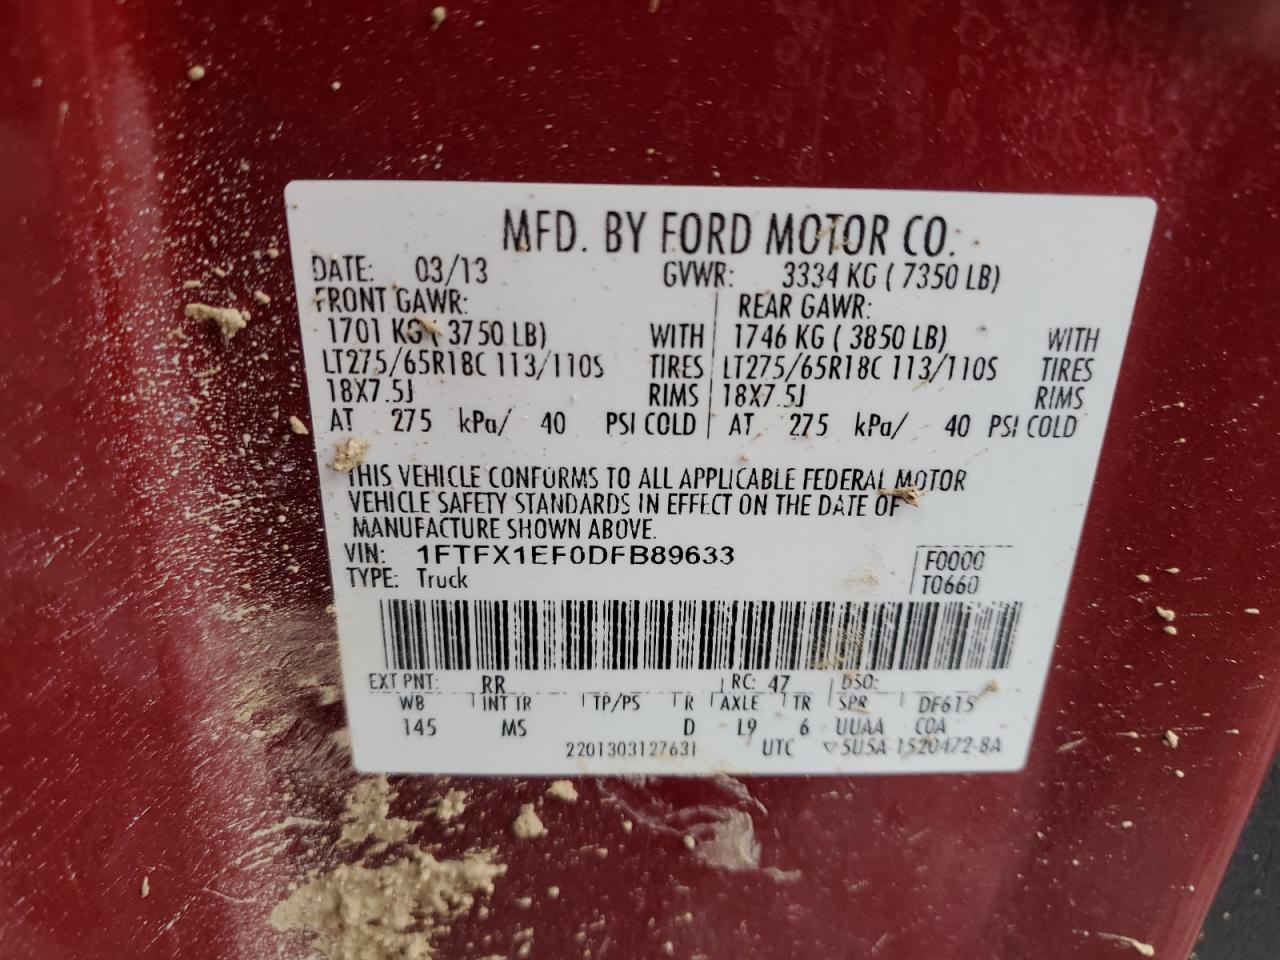 MFD. BY FORD MOTOR CO.
DATE: 03/13 GVWR: 3334 KG ( 7350 LB)
FRONT GAWR: REAR GAWR:
1701 KG ( 3750 LB) WITH 1746 KG ( 3850 LB) WITH
LT275/65R18C 113/110S TIRES LT275/65R18C 113/110S TIRES
18X7.5J RIMS 18X7.5J RIMS
AT 275 kPa/ 40 PSI COLD AT 275 kPa/ 40 PSI COLD
THIS VEHICLE CONFORMS TO ALL APPLICABLE FEDERAL MOTOR
VEHICLE SAFETY STANDARDS IN EFFECT ON THE DATE OF
MANUFACTURE SHOWN ABOVE.
VIN: 1FTFX1EF0DFB89633 F0000
TYPE: Truck T0660
EXT PNT: RR RC: 47 DSO:
WB INT TR TP/PS R AXLE TR SPR DF615
145 MS D L9 6 UUAA COA
2201303127631 UTC ▽5U5A-1520472-BA